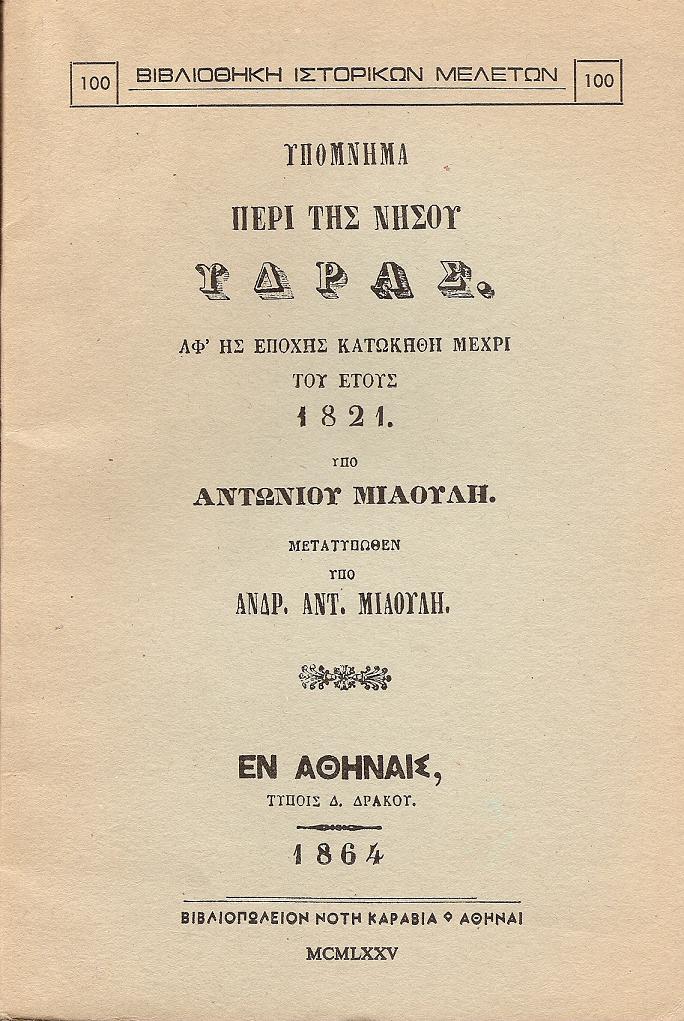 100 ΒΙΒΛΙΟΘΗΚΗ ΙΣΤΟΡΙΚΩΝ ΜΕΛΕΤΩΝ 100
ΥΠΟΜΝΗΜΑ
ΠΕΡΙ ΤΗΣ ΝΗΣΟΥ
ΥΔΡΑΣ.
ΑΦ' ΗΣ ΕΠΟΧΗΣ ΚΑΤΩΚΗΘΗ ΜΕΧΡΙ
ΤΟΥ ΕΤΟΥΣ
1821.
ΥΠΟ
ΑΝΤΩΝΙΟΥ ΜΙΑΟΥΛΗ.
ΜΕΤΑΤΥΠΩΘΕΝ
ΥΠΟ
ΑΝΔΡ. ΑΝΤ. ΜΙΑΟΥΛΗ.
ΕΝ ΑΘΗΝΑΙΣ,
ΤΥΠΟΙΣ Δ. ΔΡΑΚΟΥ.
1864
ΒΙΒΛΙΟΠΩΛΕΙΟΝ ΝΟΤΗ ΚΑΡΑΒΙΑ ΑΘΗΝΑΙ
MCMLXXV